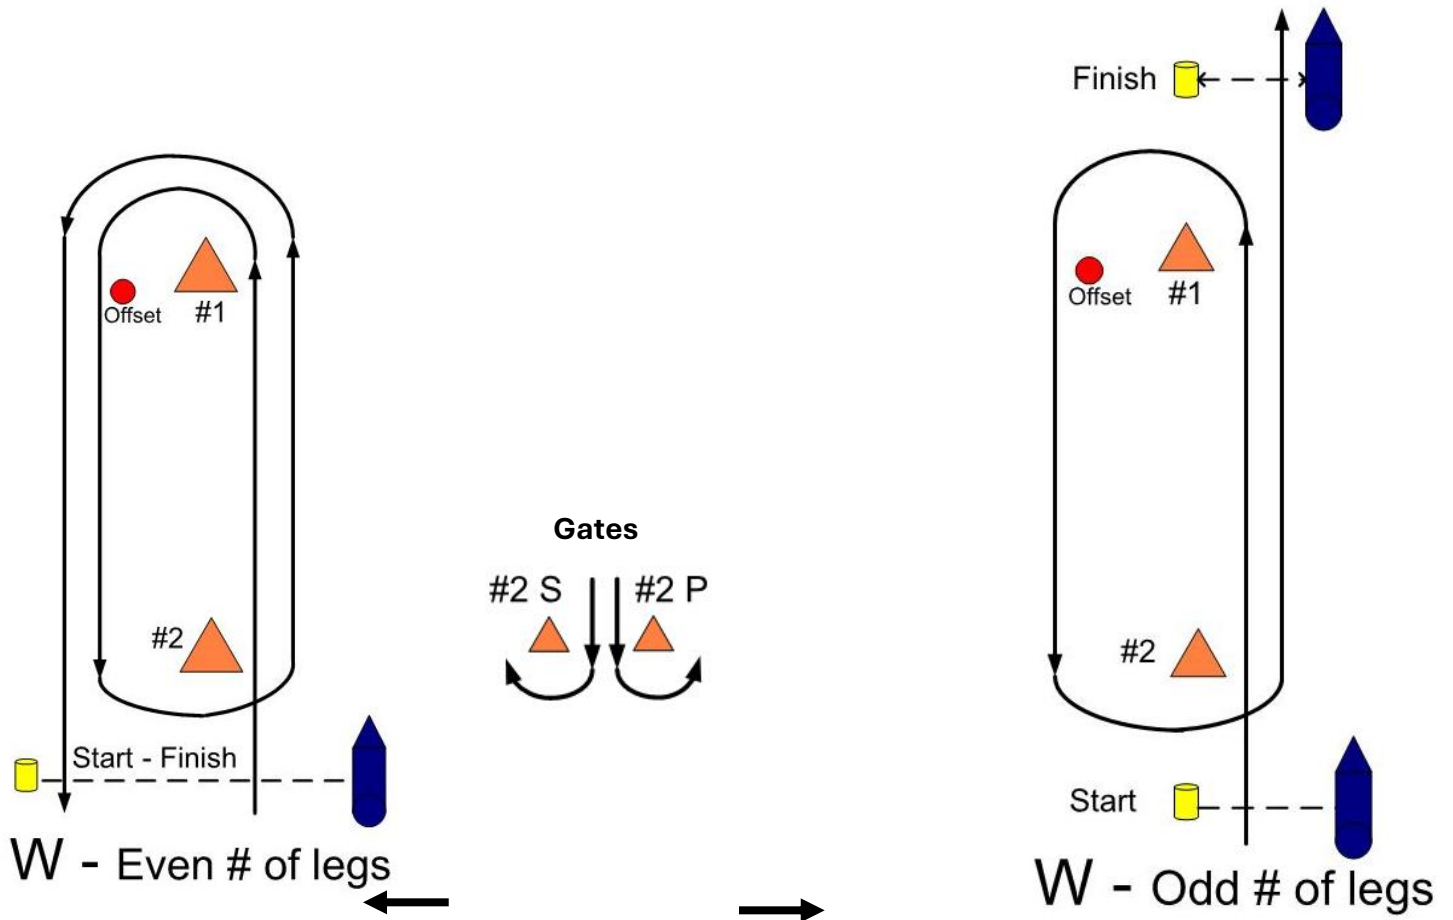 Offset
#1
#2
Start - Finish
W - Even # of legs
Gates
#2 S
#2 P
Finish
Offset
#1
#2
Start
W - Odd # of legs